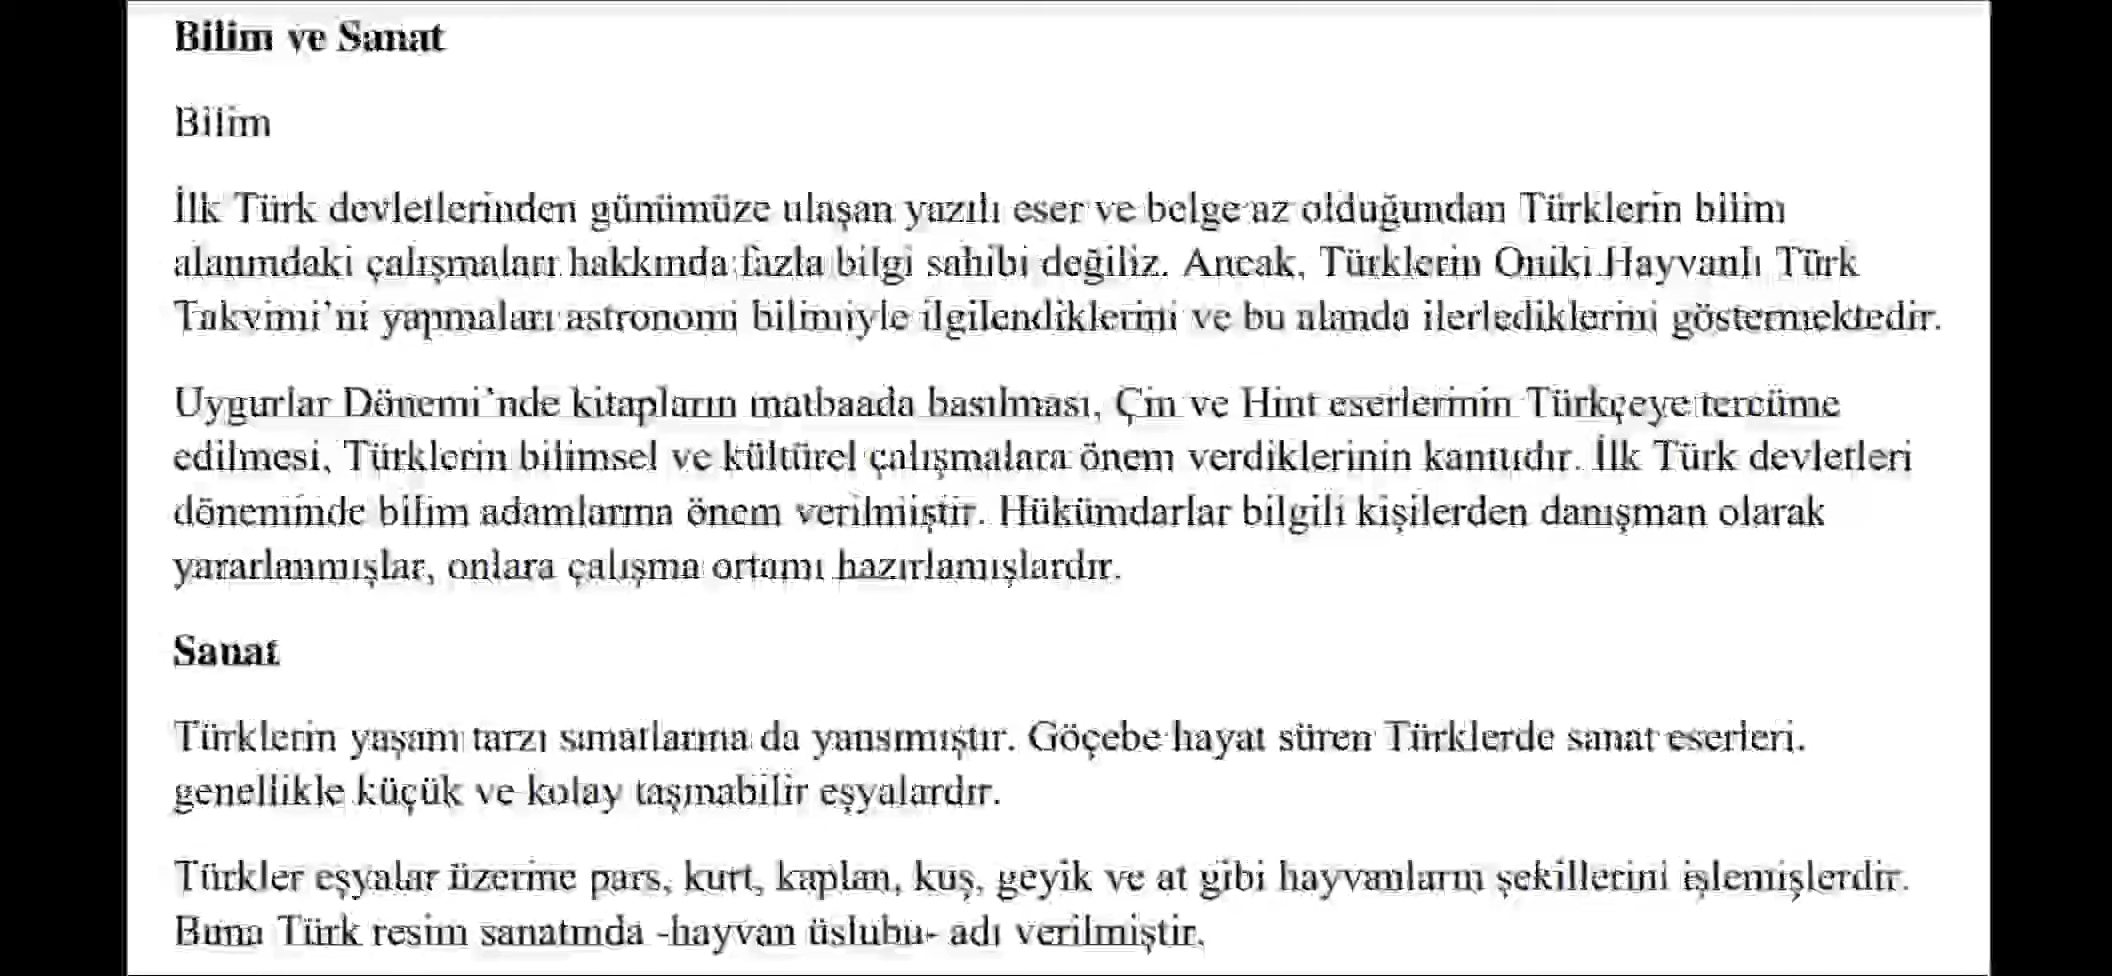 Bilim ve Sanat
Bilim
İlk Türk devletlerinden günümüze ulaşan yazılı eser ve belge az olduğundan Türklerin bilim
alanındaki çalışmaları hakkında fazla bilgi sahibi değiliz. Ancak, Türklerin Oniki Hayvanlı Türk
Takvimi'ni yapmaları astronomi bilimiyle ilgilendiklerini ve bu alanda ilerlediklerini göstermektedir.
Uygurlar Dönemi'nde kitapların matbaada basılması, Çin ve Hint eserlerinin Türkçeye tercüme
edilmesi, Türklerin bilimsel ve kültürel çalışmalara önem verdiklerinin kanıtıdır. İlk Türk devletleri
döneminde bilim adamlarına önem verilmiştir. Hükümdarlar bilgili kişilerden danışman olarak
yararlanmışlar, onlara çalışma ortamı hazırlamışlardır.
Sanat
Türklerin yaşam tarzı sanatlarına da yansımıştır. Göçebe hayat süren Türklerde sanat eserleri.
genellikle küçük ve kolay taşınabilir eşyalardır.
Türkler eşyalar üzerine pars, kurt, kaplan, kuş, geyik ve at gibi hayvanların şekillerini işlemişlerdir.
Buna Türk resim sanatında -hayvan üslubu- adı verilmiştir.